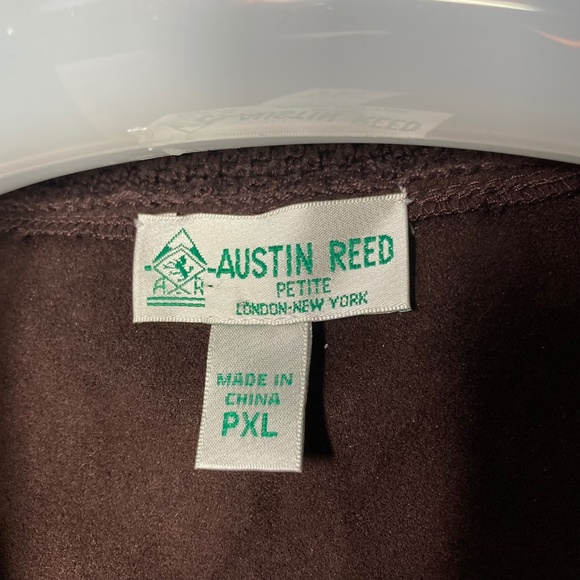 AUSTIN REED
PETITE
LONDON-NEW YORK
A R
MADE IN
CHINA
PXL